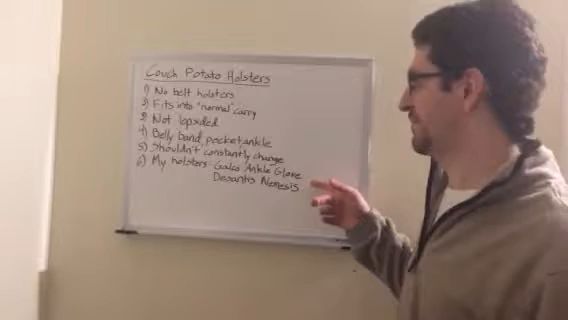 Couch Potato Holsters
1) No belt holsters
3) Fits into "normal" carry
2) Not lopsided
4) Belly band, pocket, ankle
5) Shouldn't constantly change
6) My holsters: Galco Ankle Glove
Desantis Nemesis